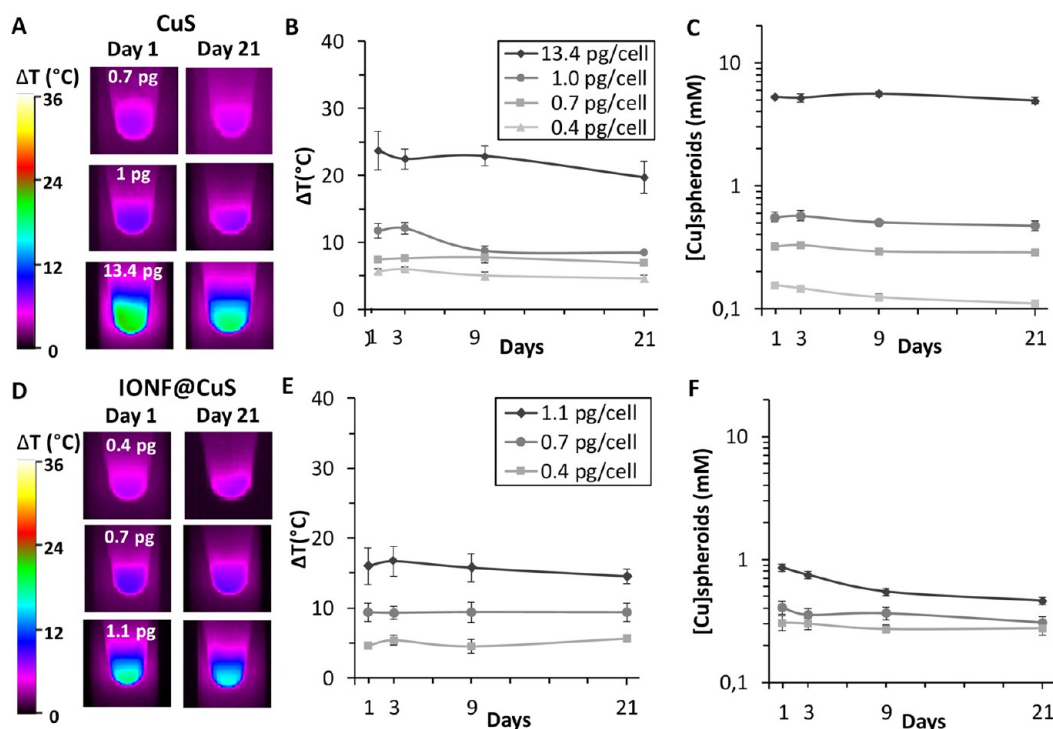 A
CuS
Day 1 Day 21
ΔT (°C)
36
24
12
0
0.7 pg
1 pg
13.4 pg
B
40
30
20
10
0
ΔT(°C)
13.4 pg/cell
1.0 pg/cell
0.7 pg/cell
0.4 pg/cell
1 3 9 21
Days
C
10
1
0,1
[Cu]spheroids (mM)
1 3 9 21
Days
D
IONF@CuS
Day 1 Day 21
ΔT (°C)
36
24
12
0
0.4 pg
0.7 pg
1.1 pg
E
40
30
20
10
0
ΔT(°C)
1.1 pg/cell
0.7 pg/cell
0.4 pg/cell
1 3 9 21
Days
F
10
1
0,1
[Cu]spheroids (mM)
1 3 9 21
Days